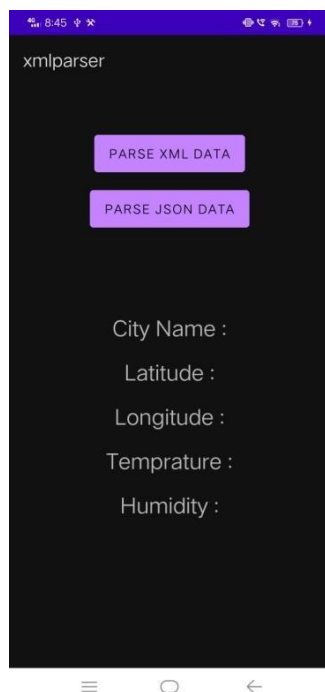 8:45
xmlparser
PARSE XML DATA
PARSE JSON DATA
City Name :
Latitude :
Longitude :
Temprature :
Humidity :